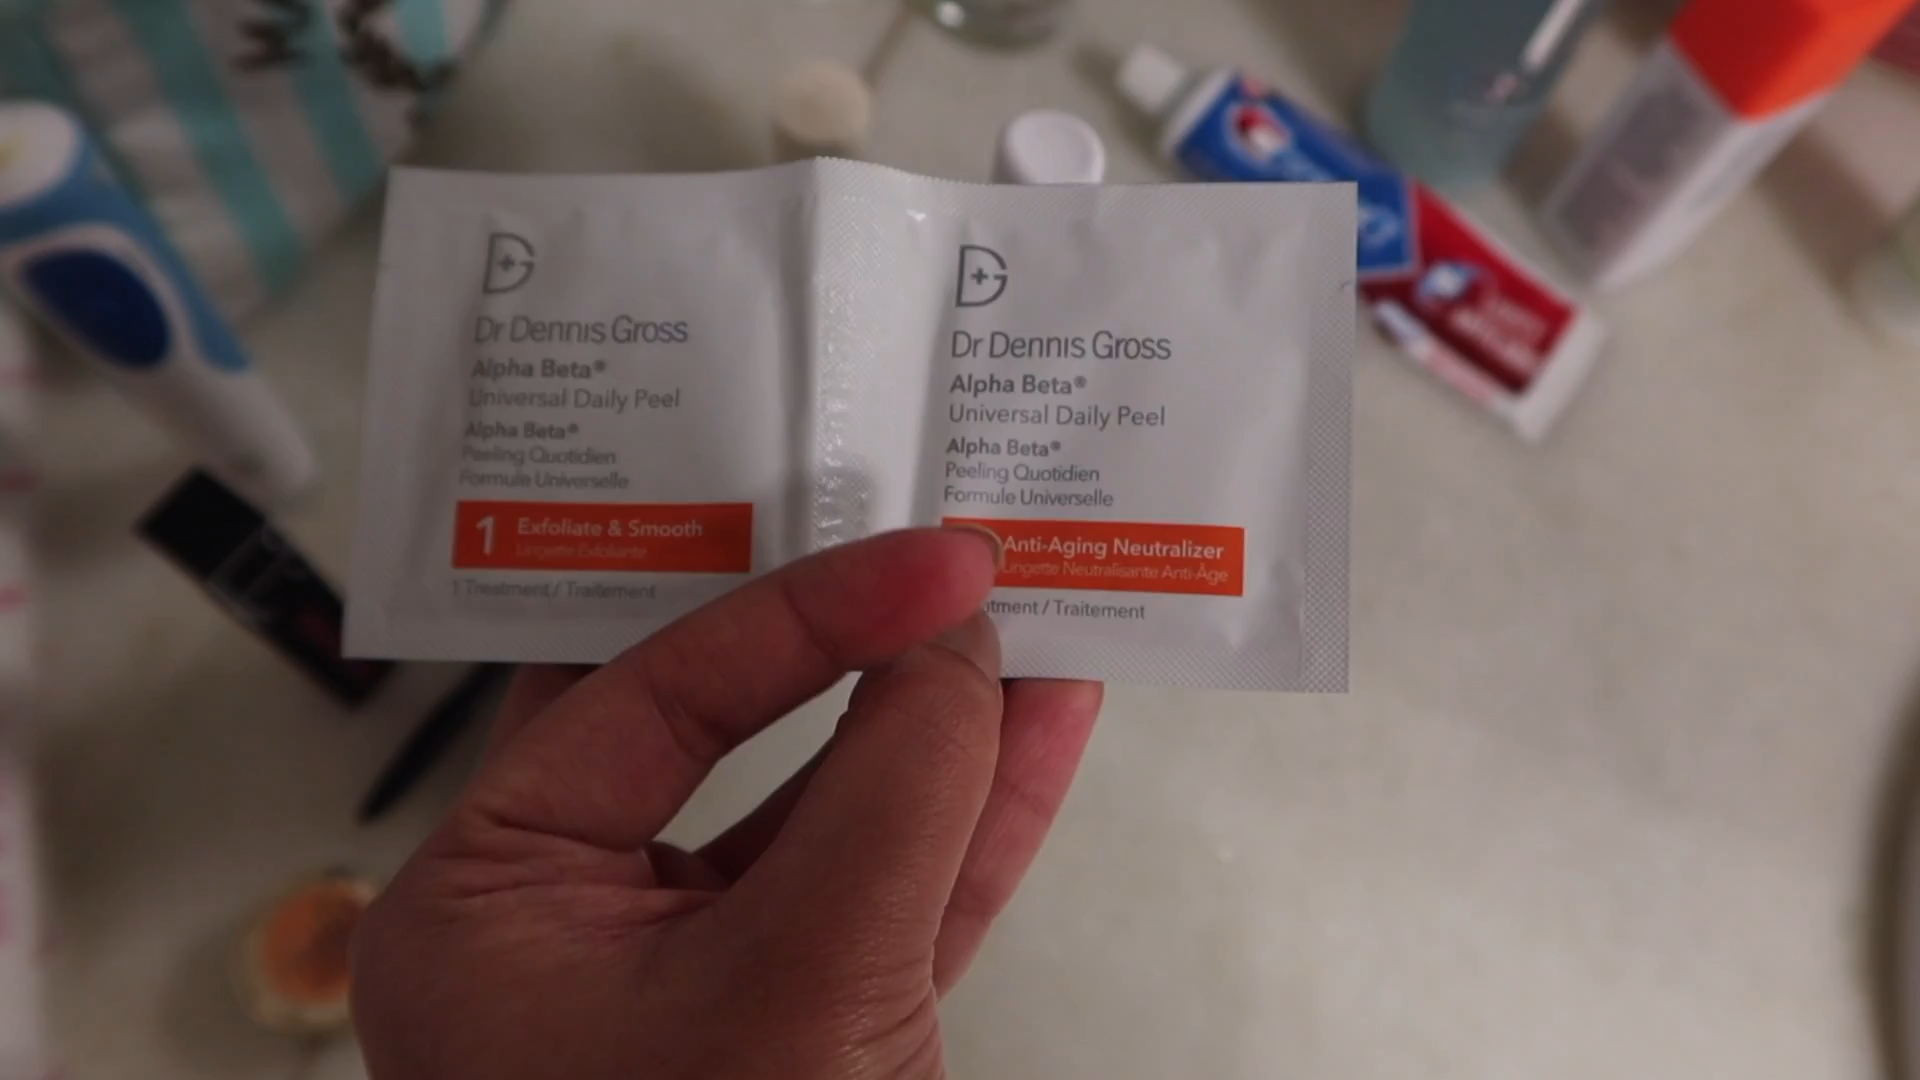 Dr Dennis Gross
Alpha Beta®
Universal Daily Peel
Alpha Beta®
Peeling Quotidien
Formule Universelle
1 Exfoliate & Smooth
Lingette Exfoliante
1 Treatment / Traitement
Dr Dennis Gross
Alpha Beta®
Universal Daily Peel
Alpha Beta®
Peeling Quotidien
Formule Universelle
Anti-Aging Neutralizer
Lingette Neutralisante Anti-Âge
atment / Traitement